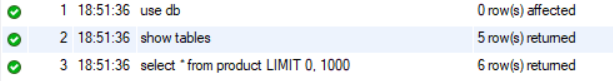 1 18:51:36 use db 0 row(s) affected
2 18:51:36 show tables 5 row(s) returned
3 18:51:36 select * from product LIMIT 0, 1000 6 row(s) returned